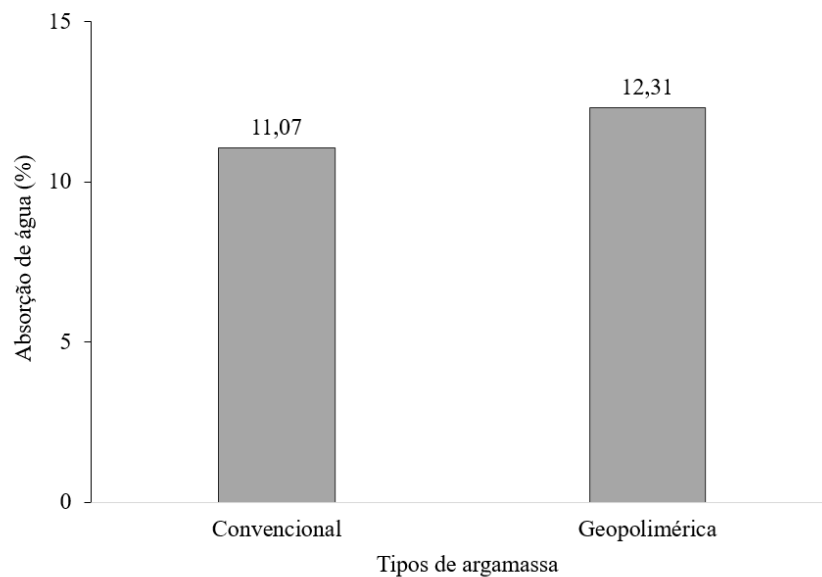 15
12,31
11,07
10
Absorção de água (%)
5
0
Convencional
Geopolimérica
Tipos de argamassa